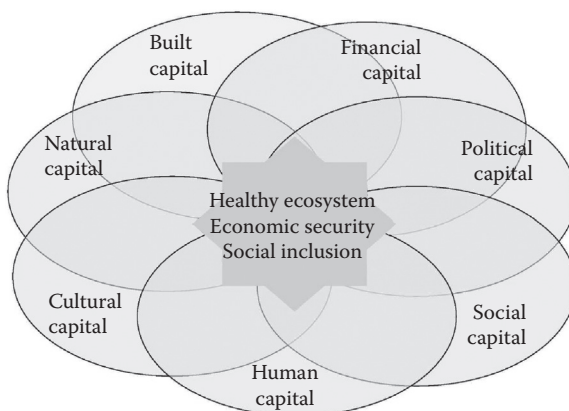 Built
capital
Financial
capital
Natural
capital
Political
capital
Healthy ecosystem
Economic security
Social inclusion
Cultural
capital
Social
capital
Human
capital